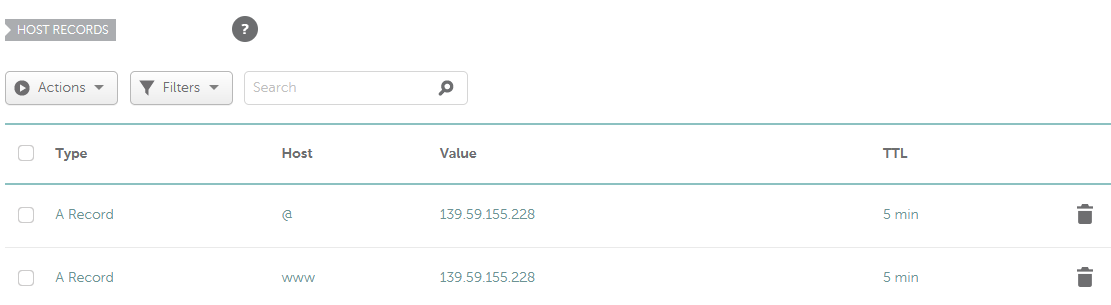 HOST RECORDS ?
Actions Filters Search
Type Host Value TTL
A Record @ 139.59.155.228 5 min
A Record www 139.59.155.228 5 min